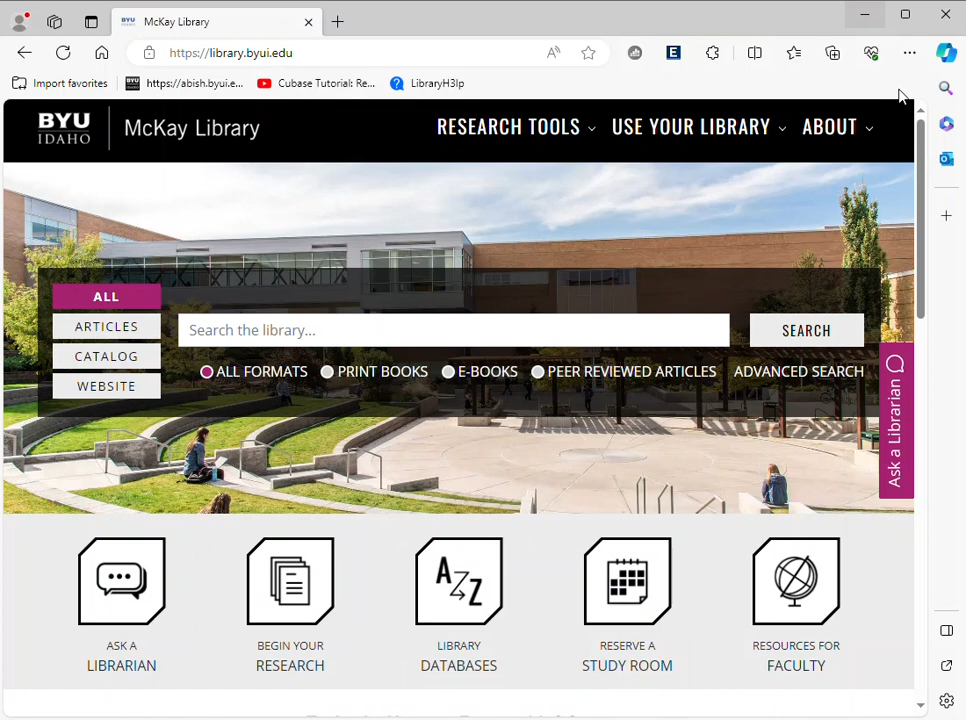 McKay Library
https://library.byui.edu
Import favorites
https://abish.byui.e...
Cubase Tutorial: Re...
LibraryH3lp
BYU
IDAHO
McKay Library
RESEARCH TOOLS
USE YOUR LIBRARY
ABOUT
ALL
ARTICLES
CATALOG
WEBSITE
Search the library...
SEARCH
ALL FORMATS
PRINT BOOKS
E-BOOKS
PEER REVIEWED ARTICLES
ADVANCED SEARCH
Ask a Librarian
ASK A
LIBRARIAN
BEGIN YOUR
RESEARCH
A
Z
LIBRARY
DATABASES
RESERVE A
STUDY ROOM
RESOURCES FOR
FACULTY